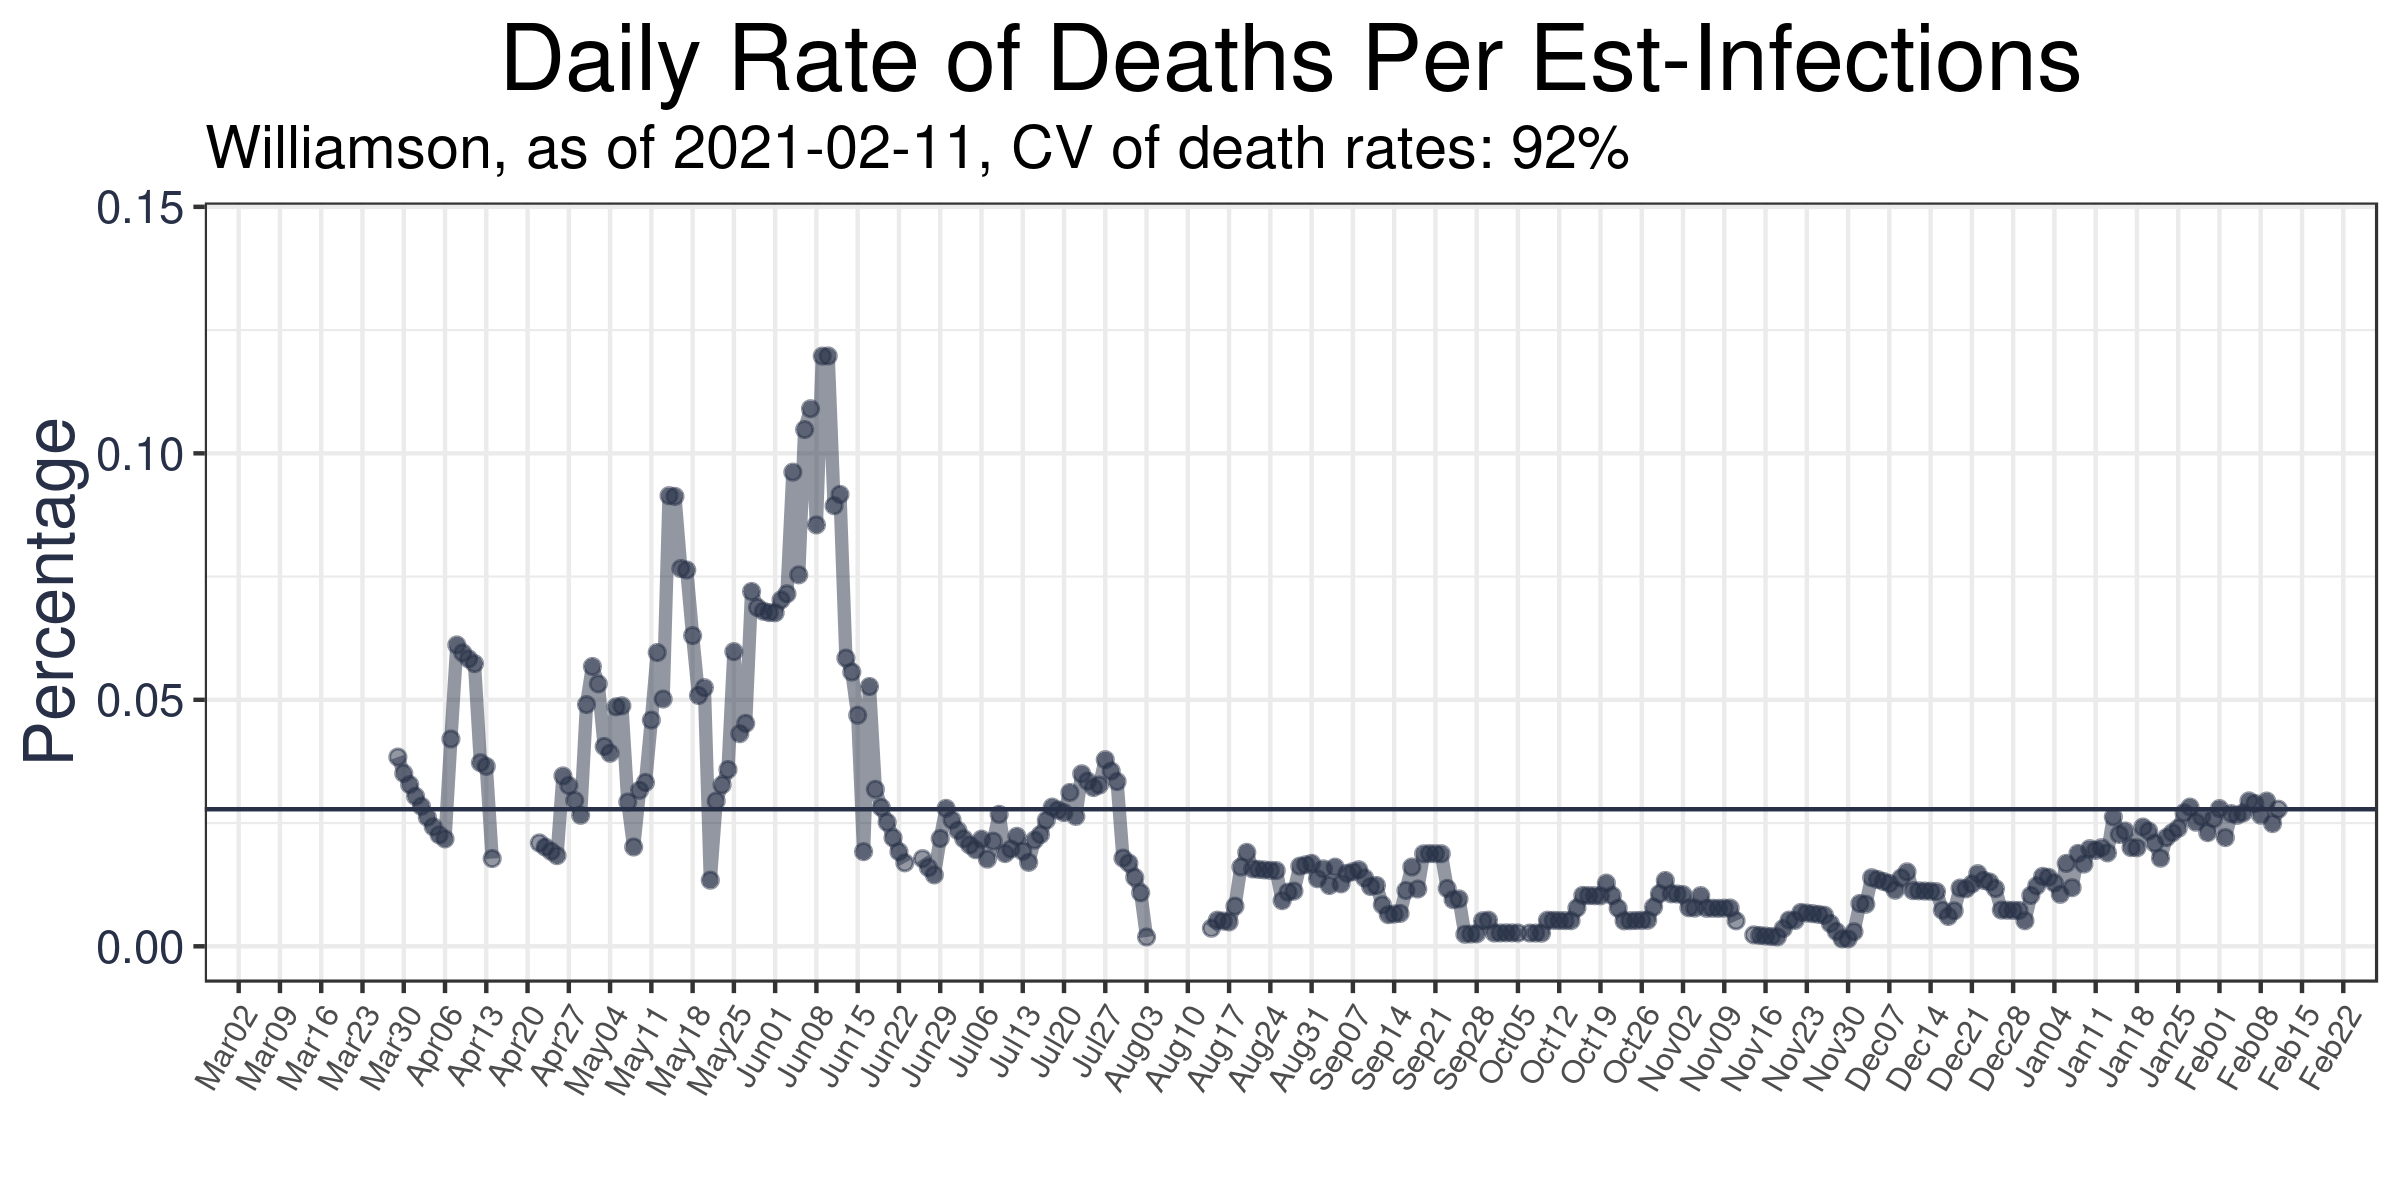 Daily Rate of Deaths Per Est-Infections
Williamson, as of 2021-02-11, CV of death rates: 92%
Percentage
0.15
0.10
0.05
0.00
Mar02 Mar09 Mar16 Mar23 Mar30 Apr06 Apr13 Apr20 Apr27 May04 May11 May18 May25 Jun01 Jun08 Jun15 Jun22 Jun29 Jul06 Jul13 Jul20 Jul27 Aug03 Aug10 Aug17 Aug24 Aug31 Sep07 Sep14 Sep21 Sep28 Oct05 Oct12 Oct19 Oct26 Nov02 Nov09 Nov16 Nov23 Nov30 Dec07 Dec14 Dec21 Dec28 Jan04 Jan11 Jan18 Jan25 Feb01 Feb08 Feb15 Feb22